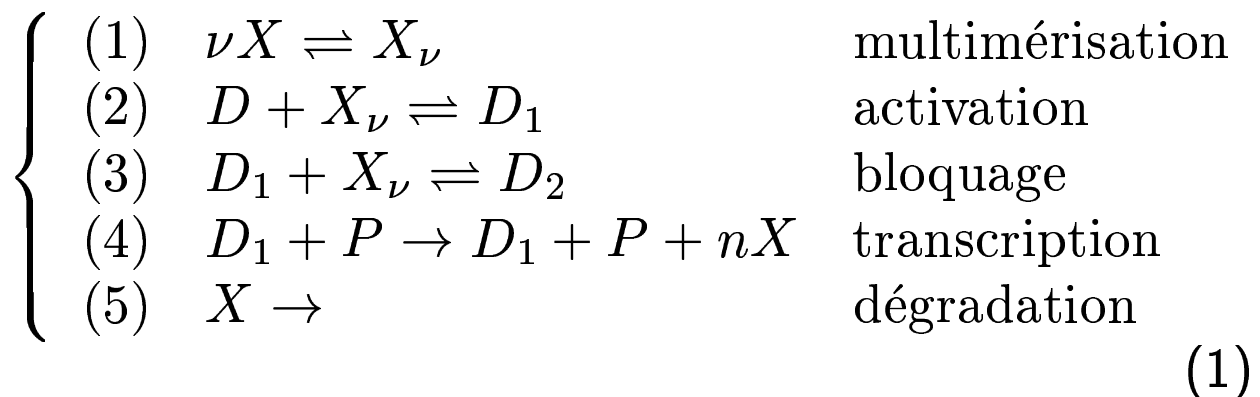 (1) νX ⇌ X_ν multimérisation
(2) D + X_ν ⇌ D_1 activation
(3) D_1 + X_ν ⇌ D_2 bloquage
(4) D_1 + P → D_1 + P + nX transcription
(5) X → dégradation
(1)